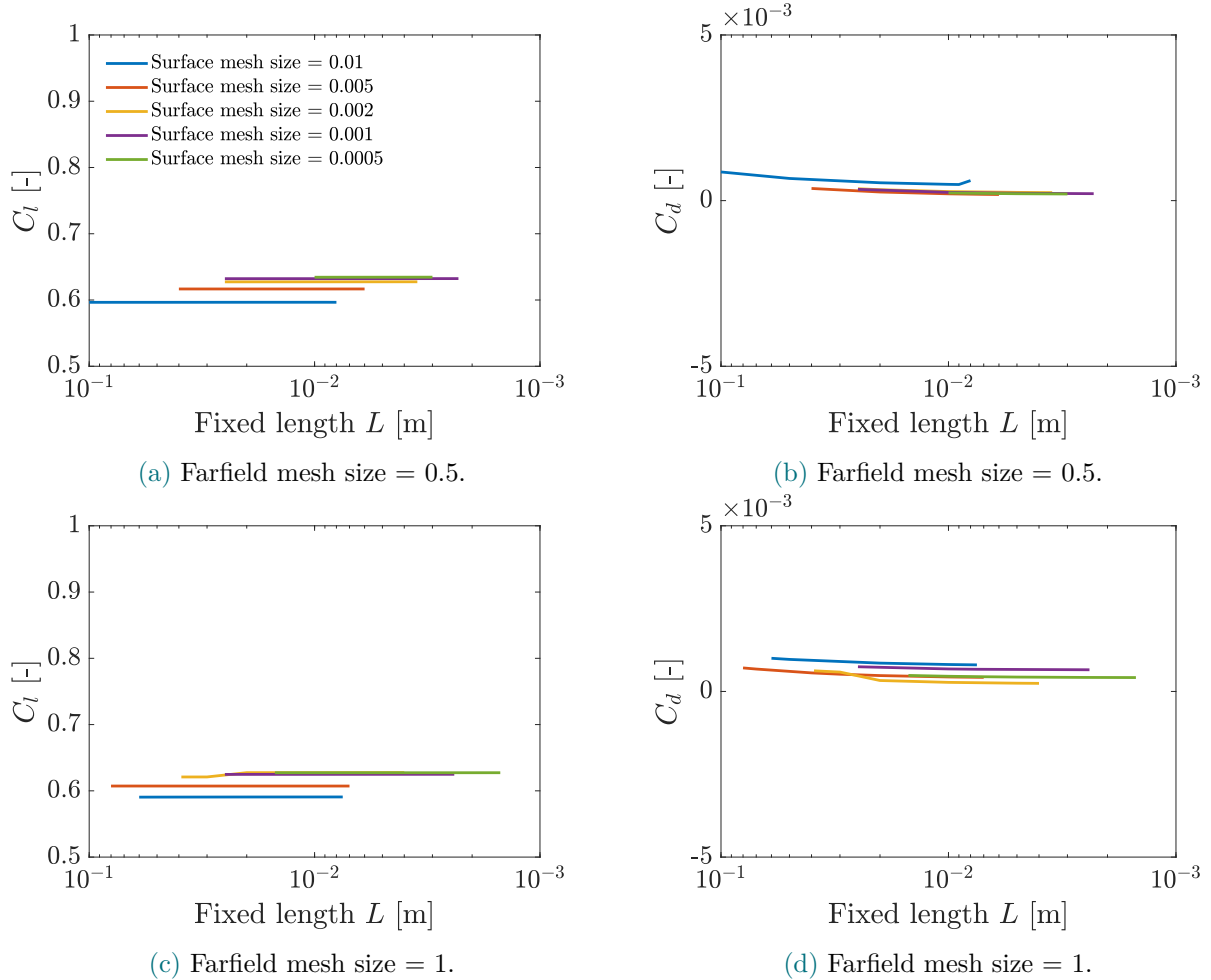 1
0.9
0.8
0.7
0.6
0.5
C_l [-]
Surface mesh size = 0.01
Surface mesh size = 0.005
Surface mesh size = 0.002
Surface mesh size = 0.001
Surface mesh size = 0.0005
10^{-1} 10^{-2} 10^{-3}
Fixed length L [m]
(a) Farfield mesh size = 0.5.
5 ×10^{-3}
0
-5
C_d [-]
10^{-1} 10^{-2} 10^{-3}
Fixed length L [m]
(b) Farfield mesh size = 0.5.
1
0.9
0.8
0.7
0.6
0.5
C_l [-]
10^{-1} 10^{-2} 10^{-3}
Fixed length L [m]
(c) Farfield mesh size = 1.
5 ×10^{-3}
0
-5
C_d [-]
10^{-1} 10^{-2} 10^{-3}
Fixed length L [m]
(d) Farfield mesh size = 1.